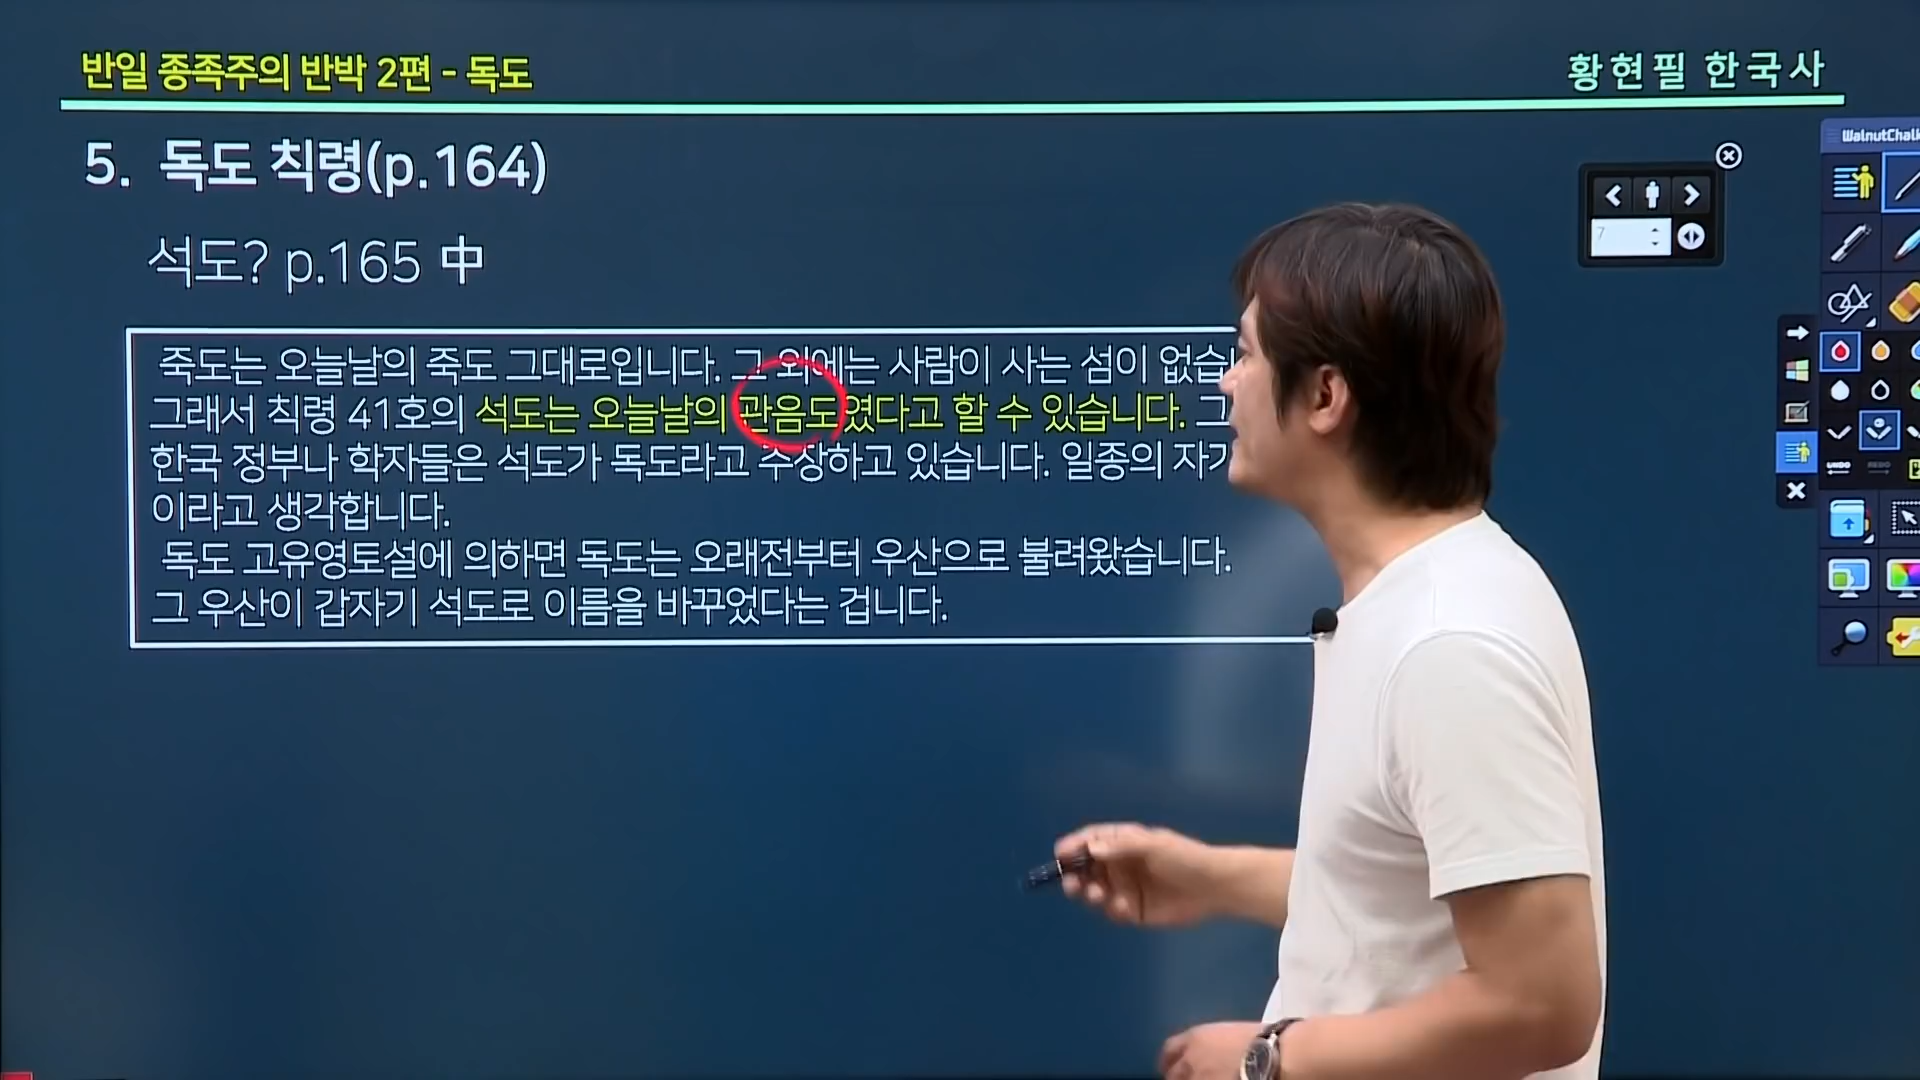 반일 종족주의 반박 2편 - 독도
황현필 한국사
5. 독도 칙령(p.164)
석도? p.165 中
죽도는 오늘날의 죽도 그대로입니다. 그 외에는 사람이 사는 섬이 없습
그래서 칙령 41호의 석도는 오늘날의 관음도였다고 할 수 있습니다. 그
한국 정부나 학자들은 석도가 독도라고 주장하고 있습니다. 일종의 자기
이라고 생각합니다.
독도 고유영토설에 의하면 독도는 오래전부터 우산으로 불려왔습니다.
그 우산이 갑자기 석도로 이름을 바꾸었다는 겁니다.
WalnutChalk
7
UNDO
REDO